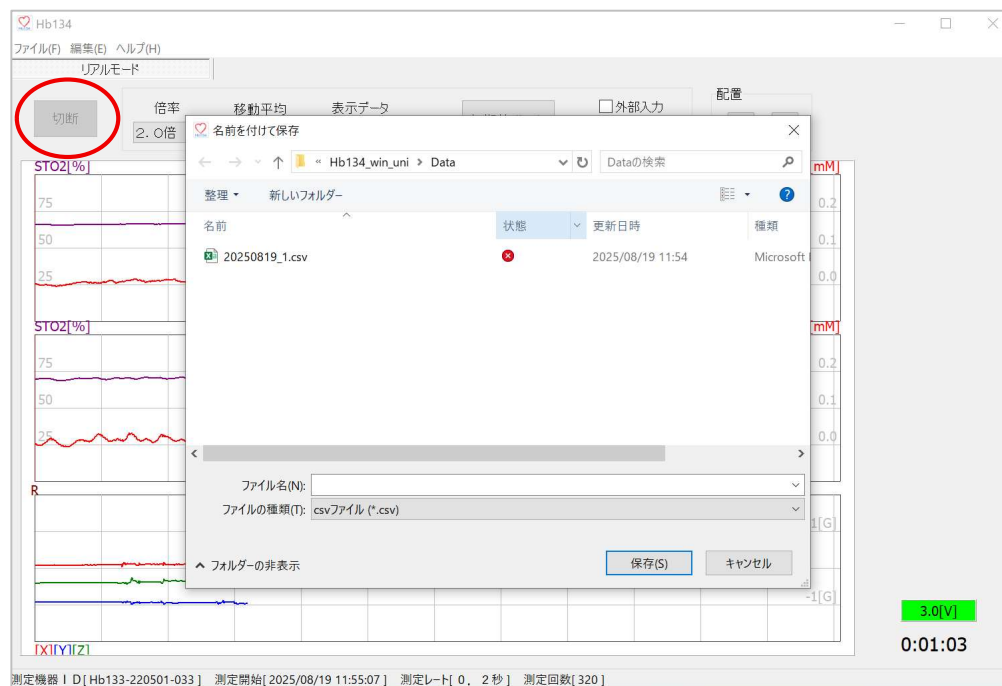 Hb134
ファイル(F) 編集(E) ヘルプ(H)
リアルモード
切断
倍率
2.0倍
移動平均
表示データ
外部入力
配置
名前を付けて保存
« Hb134_win_uni > Data
Dataの検索
整理
新しいフォルダー
名前 状態 更新日時 種類
20250819_1.csv 2025/08/19 11:54 Microsoft
ファイル名(N):
ファイルの種類(T): csvファイル (*.csv)
フォルダーの非表示
保存(S)
キャンセル
STO2[%]
mM]
75
0.2
50
0.1
25
0.0
STO2[%]
mM]
75
0.2
50
0.1
25
0.0
R
1[G]
-1[G]
[X][Y][Z]
3.0[V]
0:01:03
測定機器ID[Hb133-220501-033] 測定開始[2025/08/19 11:55:07] 測定レート[0.2秒] 測定回数[320]